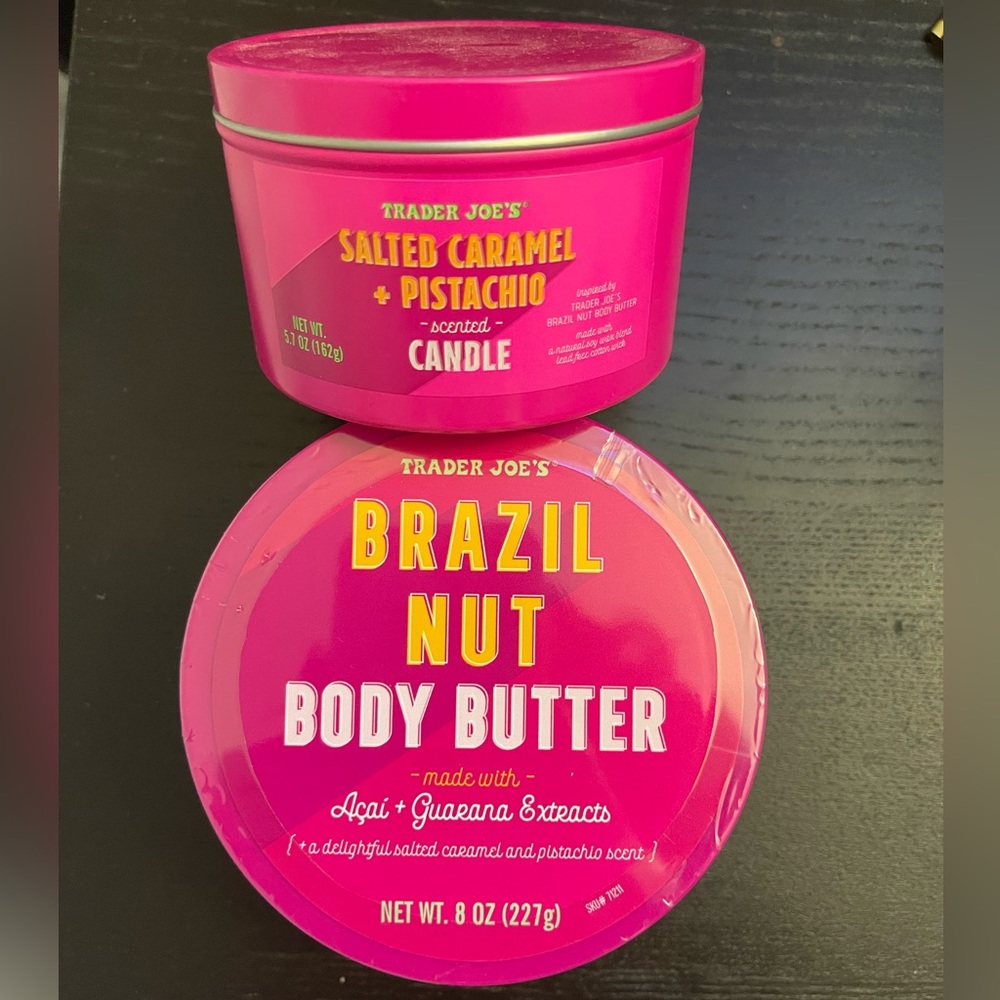 TRADER JOE'S®
SALTED CARAMEL
+ PISTACHIO
- scented -
CANDLE
NET WT.
5.7 OZ (162g)
inspired by
TRADER JOE'S
BRAZIL NUT BODY BUTTER
made with
a natural soy wax blend
lead free cotton wick
TRADER JOE'S®
BRAZIL
NUT
BODY BUTTER
- made with -
Açaí + Guarana Extracts
{ + a delightful salted caramel and pistachio scent }
NET WT. 8 OZ (227g)
SKU# 71211